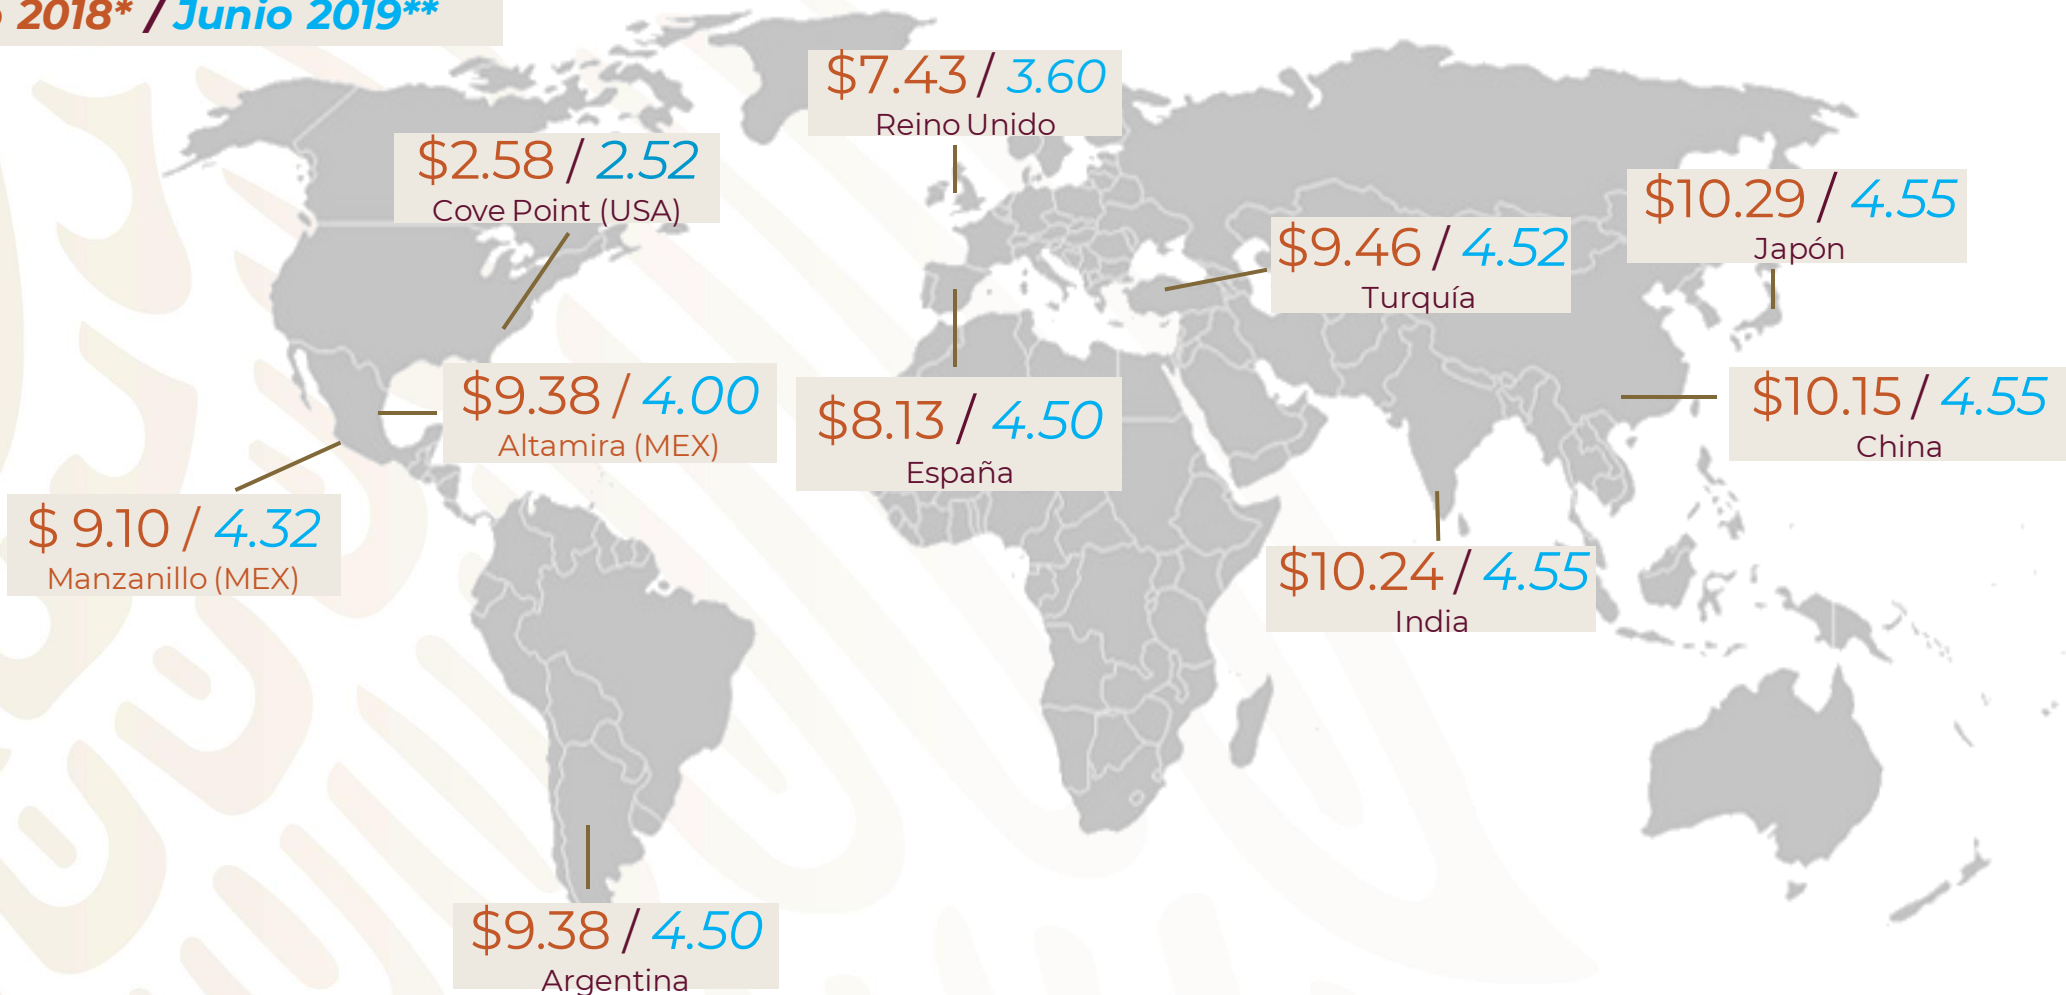 2018* / Junio 2019**
$7.43 / 3.60
Reino Unido
$2.58 / 2.52
Cove Point (USA)
$10.29 / 4.55
Japón
$9.46 / 4.52
Turquía
$9.38 / 4.00
Altamira (MEX)
$8.13 / 4.50
España
$10.15 / 4.55
China
$ 9.10 / 4.32
Manzanillo (MEX)
$10.24 / 4.55
India
$9.38 / 4.50
Argentina